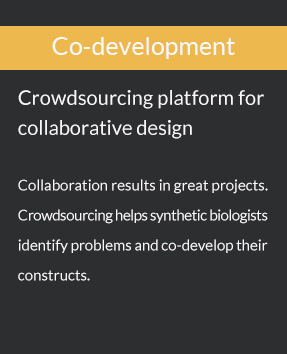 Co-development
Crowdsourcing platform for
collaborative design
Collaboration results in great projects.
Crowdsourcing helps synthetic biologists
identify problems and co-develop their
constructs.